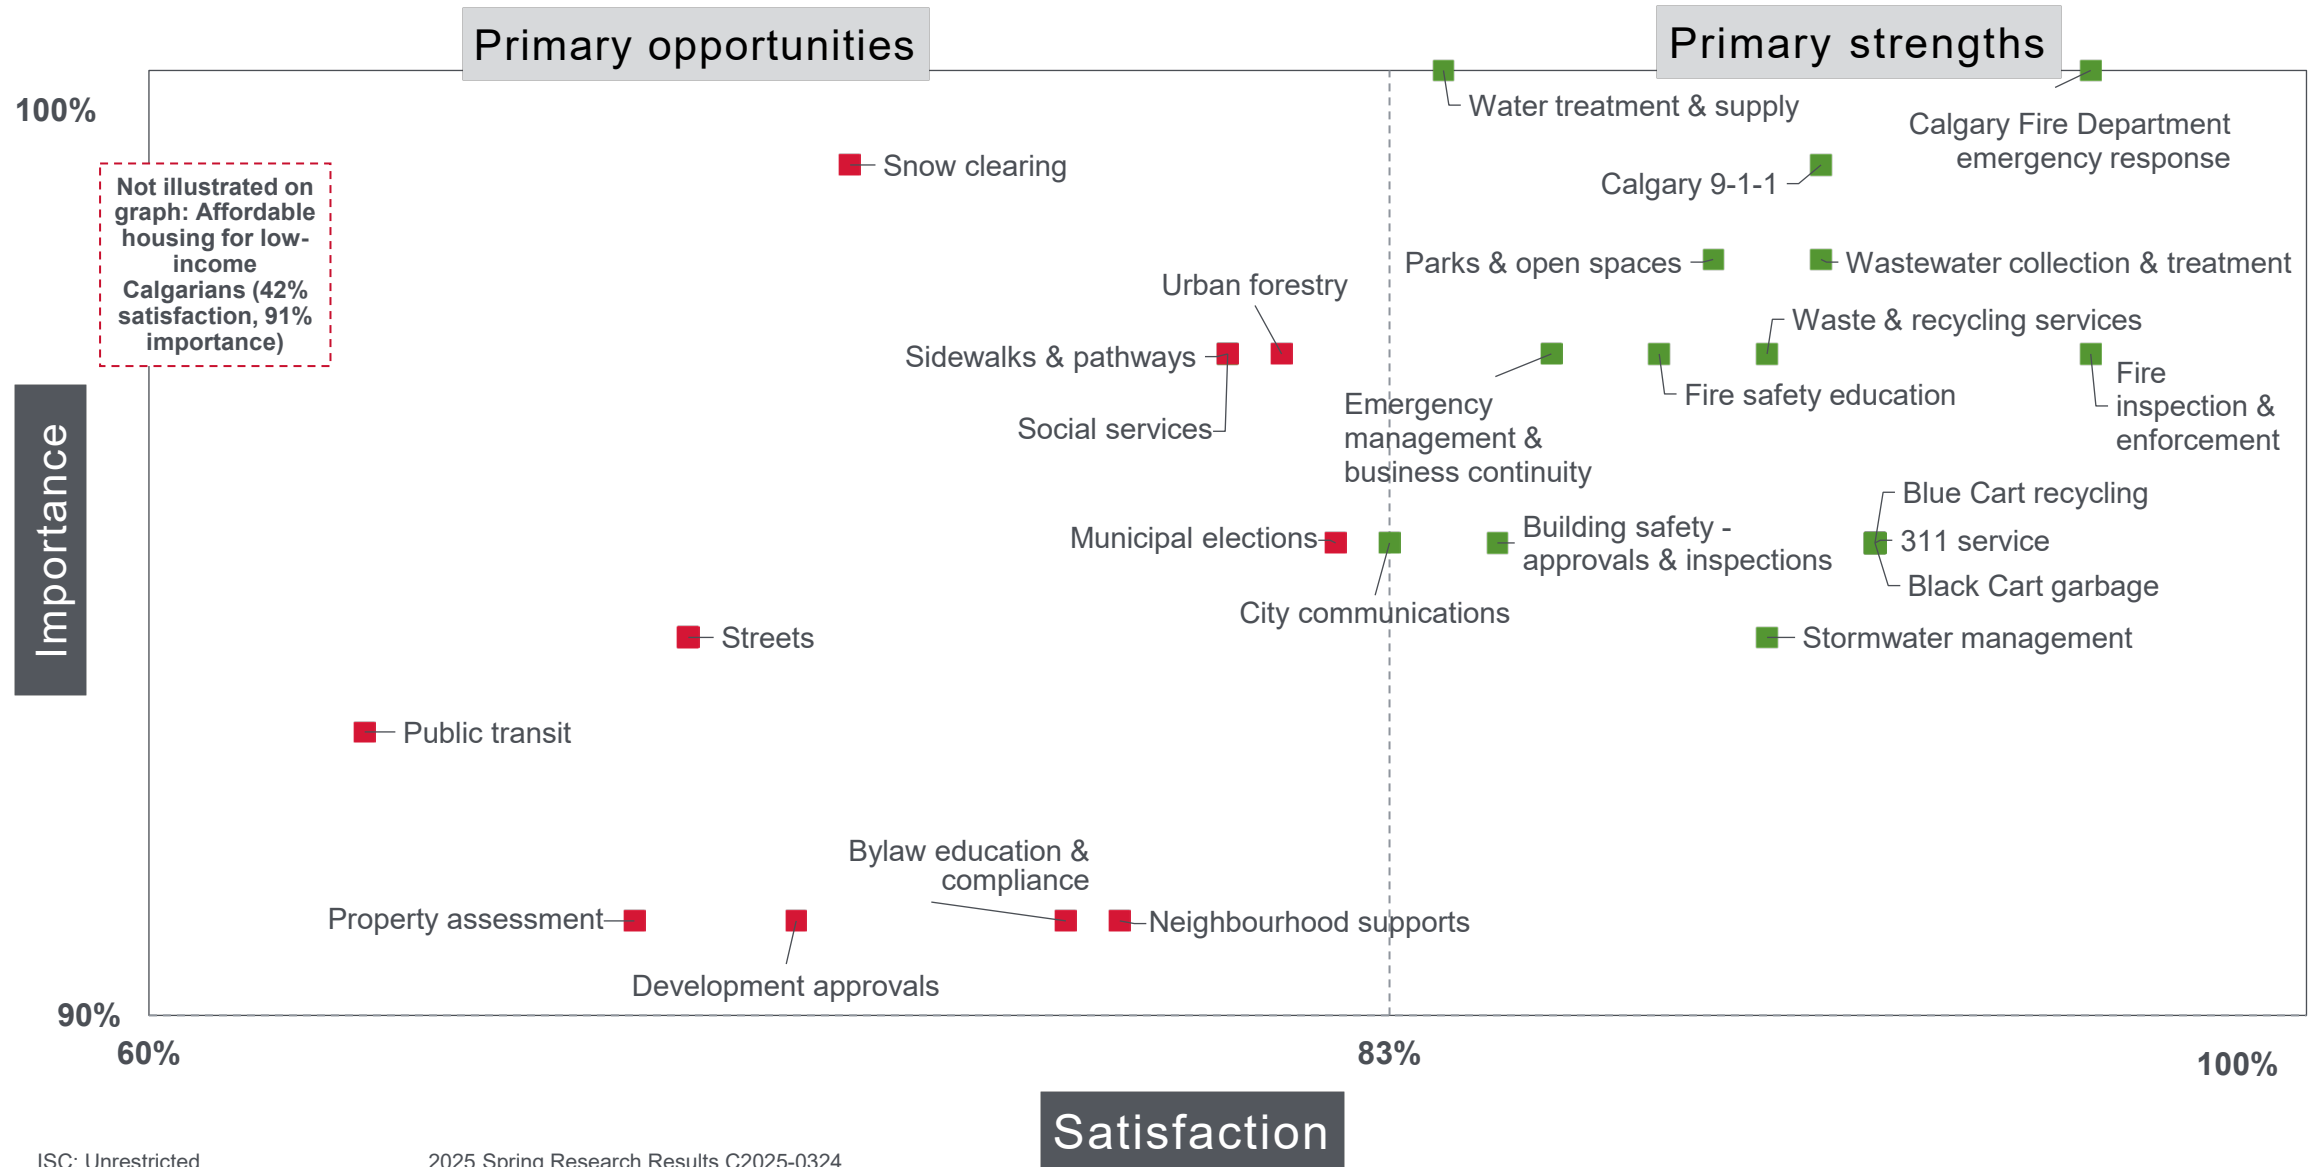 Primary opportunities
Primary strengths
100%
Water treatment & supply
Calgary Fire Department
emergency response
Snow clearing
Calgary 9-1-1
Not illustrated on
graph: Affordable
housing for low-
income
Calgarians (42%
satisfaction, 91%
importance)
Parks & open spaces
Wastewater collection & treatment
Urban forestry
Waste & recycling services
Sidewalks & pathways
Social services
Emergency
management &
business continuity
Fire safety education
Fire
inspection &
enforcement
Importance
Blue Cart recycling
Municipal elections
Building safety -
approvals & inspections
311 service
Black Cart garbage
City communications
Streets
Stormwater management
Public transit
Bylaw education &
compliance
Property assessment
Neighbourhood supports
Development approvals
90%
60%
83%
100%
Satisfaction
ISC: Unrestricted
2025 Spring Research Results C2025-0324